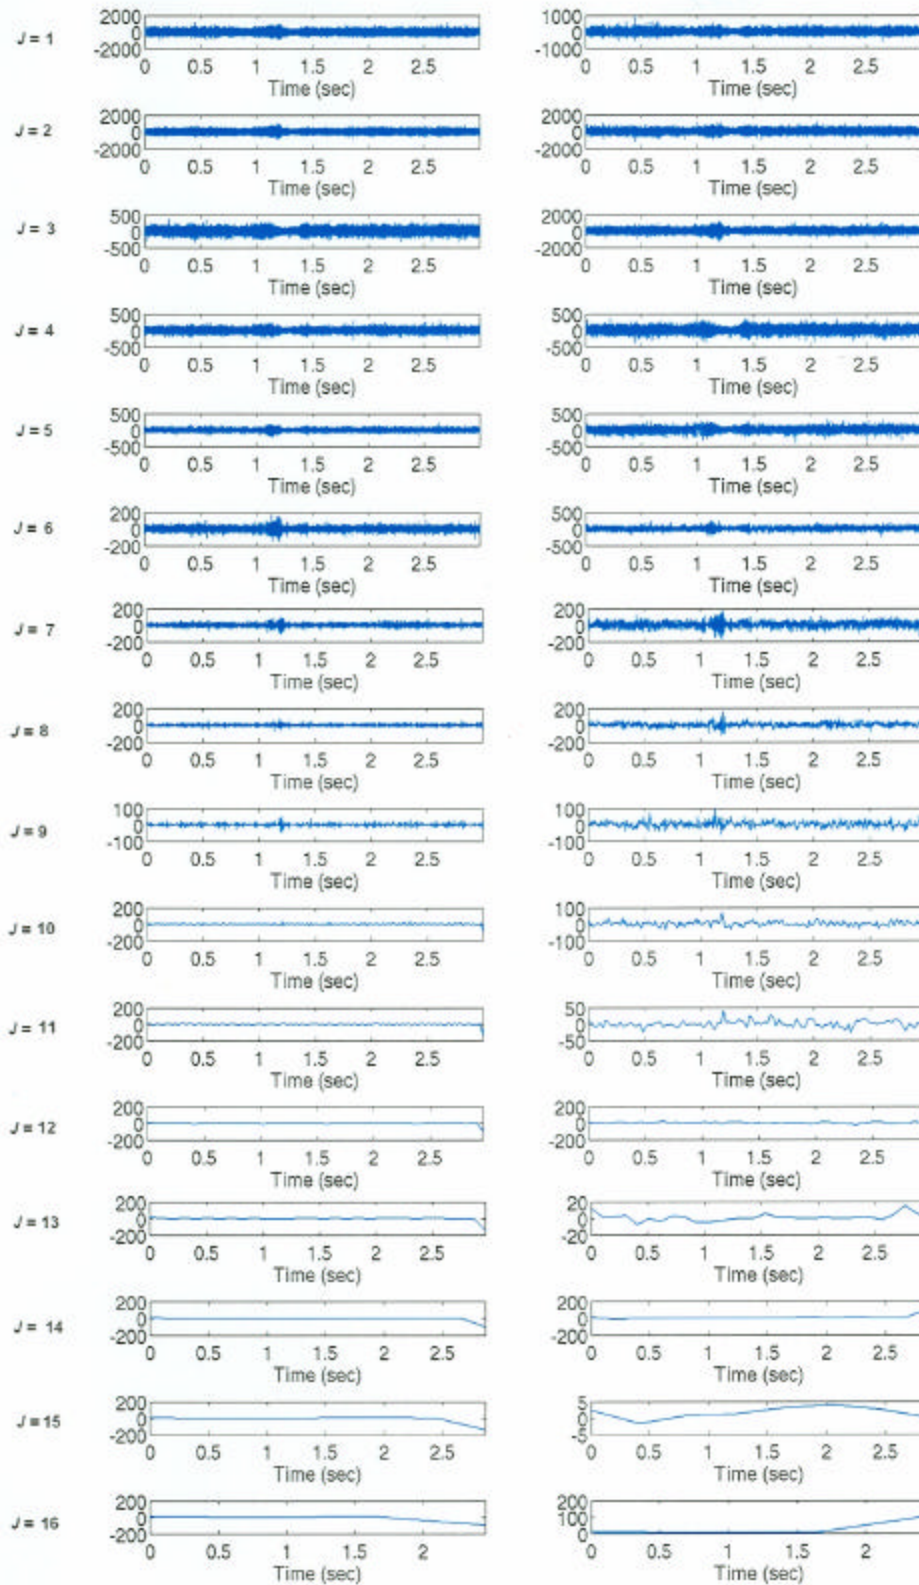 J = 1
2000
0
-2000
0 0.5 1 1.5 2 2.5
Time (sec)
1000
0
-1000
0 0.5 1 1.5 2 2.5
Time (sec)
J = 2
2000
0
-2000
0 0.5 1 1.5 2 2.5
Time (sec)
2000
0
-2000
0 0.5 1 1.5 2 2.5
Time (sec)
J = 3
500
0
-500
0 0.5 1 1.5 2 2.5
Time (sec)
2000
0
-2000
0 0.5 1 1.5 2 2.5
Time (sec)
J = 4
500
0
-500
0 0.5 1 1.5 2 2.5
Time (sec)
500
0
-500
0 0.5 1 1.5 2 2.5
Time (sec)
J = 5
500
0
-500
0 0.5 1 1.5 2 2.5
Time (sec)
500
0
-500
0 0.5 1 1.5 2 2.5
Time (sec)
J = 6
200
0
-200
0 0.5 1 1.5 2 2.5
Time (sec)
500
0
-500
0 0.5 1 1.5 2 2.5
Time (sec)
J = 7
200
0
-200
0 0.5 1 1.5 2 2.5
Time (sec)
200
0
-200
0 0.5 1 1.5 2 2.5
Time (sec)
J = 8
200
0
-200
0 0.5 1 1.5 2 2.5
Time (sec)
200
0
-200
0 0.5 1 1.5 2 2.5
Time (sec)
J = 9
100
0
-100
0 0.5 1 1.5 2 2.5
Time (sec)
100
0
-100
0 0.5 1 1.5 2 2.5
Time (sec)
J = 10
200
0
-200
0 0.5 1 1.5 2 2.5
Time (sec)
100
0
-100
0 0.5 1 1.5 2 2.5
Time (sec)
J = 11
200
0
-200
0 0.5 1 1.5 2 2.5
Time (sec)
50
0
-50
0 0.5 1 1.5 2 2.5
Time (sec)
J = 12
200
0
-200
0 0.5 1 1.5 2 2.5
Time (sec)
200
0
-200
0 0.5 1 1.5 2 2.5
Time (sec)
J = 13
200
0
-200
0 0.5 1 1.5 2 2.5
Time (sec)
20
0
-20
0 0.5 1 1.5 2 2.5
Time (sec)
J = 14
200
0
-200
0 0.5 1 1.5 2 2.5
Time (sec)
200
0
-200
0 0.5 1 1.5 2 2.5
Time (sec)
J = 15
200
0
-200
0 0.5 1 1.5 2 2.5
Time (sec)
5
0
-5
0 0.5 1 1.5 2 2.5
Time (sec)
J = 16
200
0
-200
0 0.5 1 1.5 2
Time (sec)
200
100
0
0 0.5 1 1.5
Time (sec)